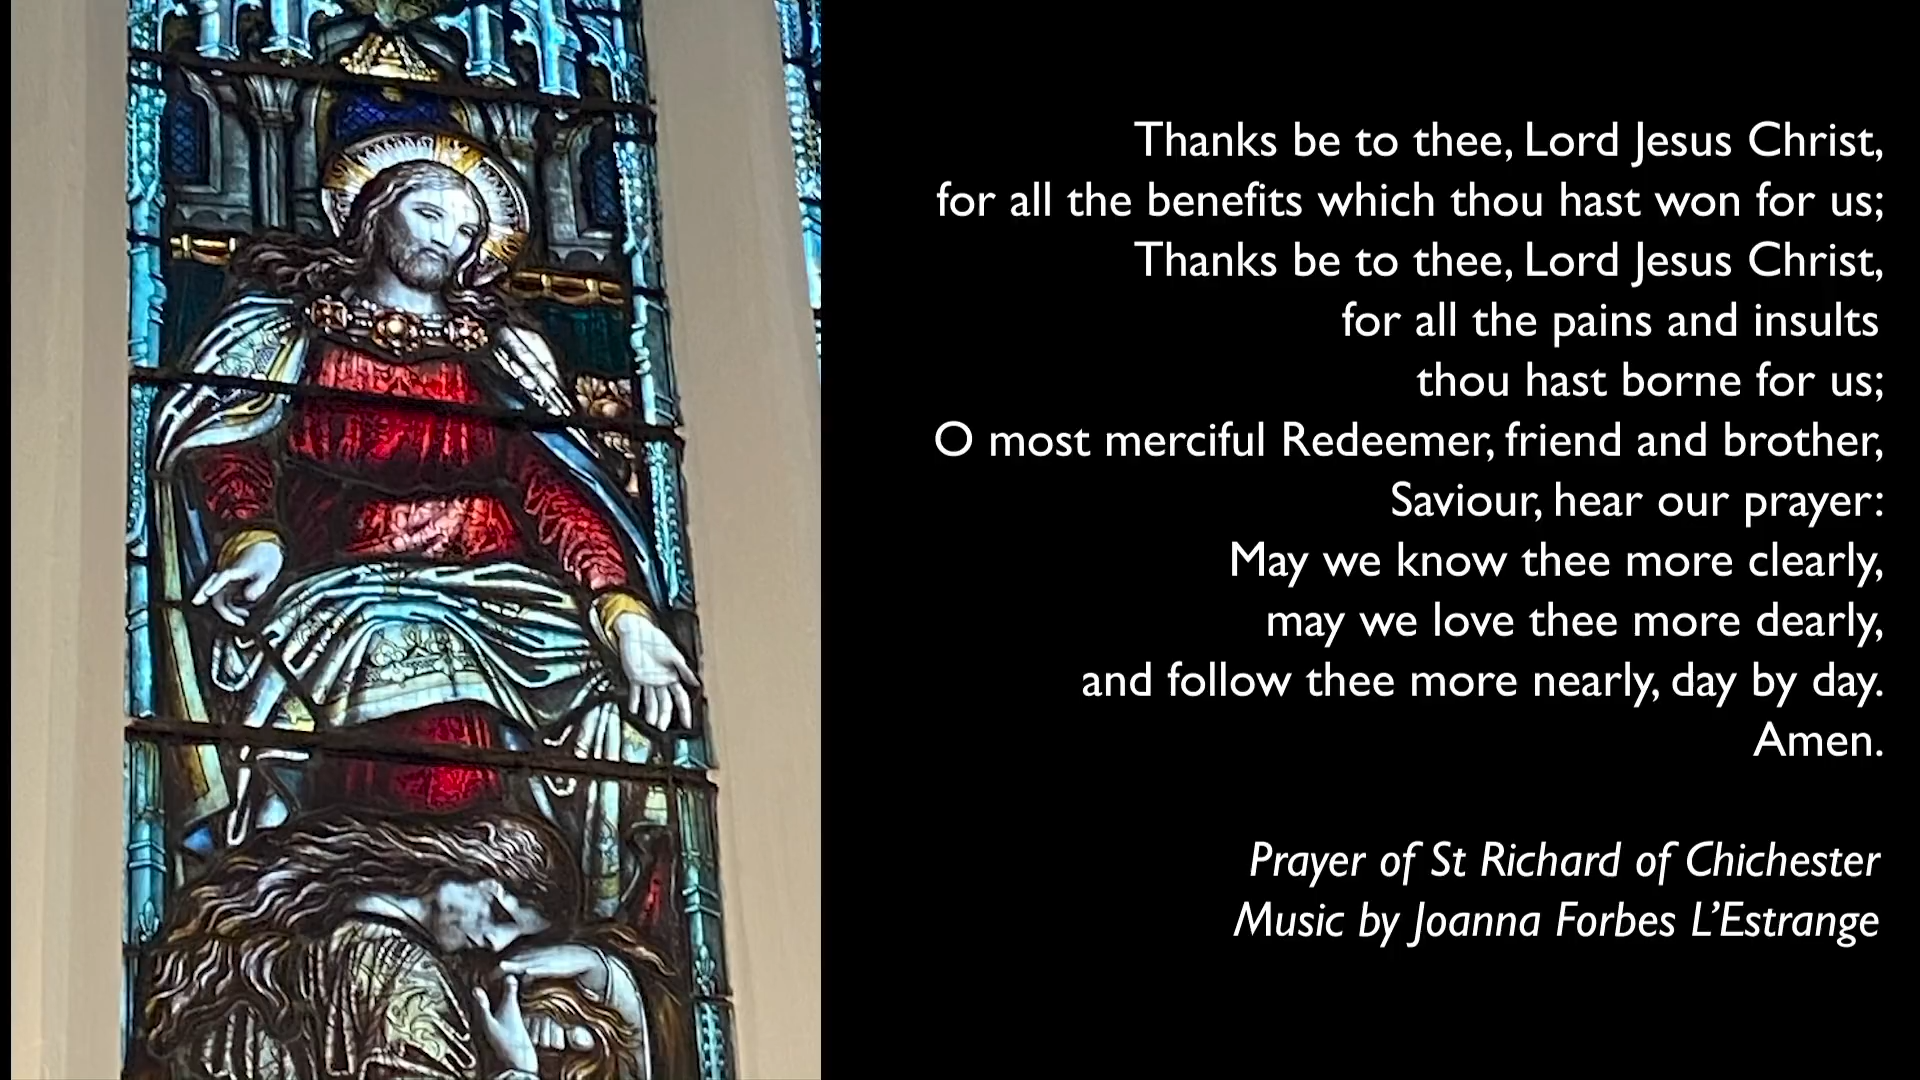 Thanks be to thee, Lord Jesus Christ,
for all the benefits which thou hast won for us;
Thanks be to thee, Lord Jesus Christ,
for all the pains and insults
thou hast borne for us;
O most merciful Redeemer, friend and brother,
Saviour, hear our prayer:
May we know thee more clearly,
may we love thee more dearly,
and follow thee more nearly, day by day.
Amen.
Prayer of St Richard of Chichester
Music by Joanna Forbes L’Estrange